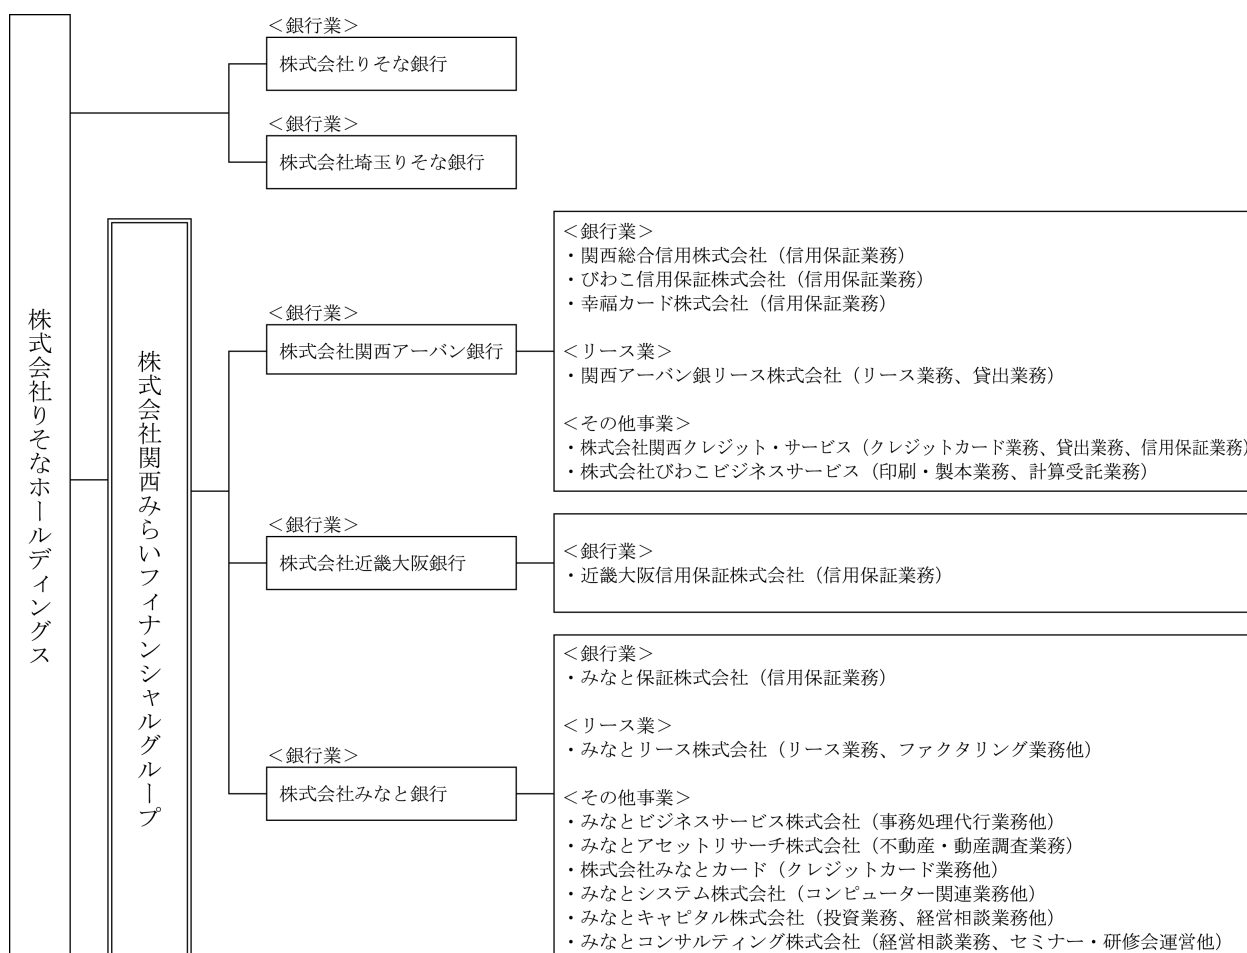 株式会社りそなホールディングス
＜銀行業＞
株式会社りそな銀行
＜銀行業＞
株式会社埼玉りそな銀行
株式会社関西みらいフィナンシャルグループ
＜銀行業＞
株式会社関西アーバン銀行
＜銀行業＞
・関西総合信用株式会社（信用保証業務）
・びわこ信用保証株式会社（信用保証業務）
・幸福カード株式会社（信用保証業務）
＜リース業＞
・関西アーバン銀リース株式会社（リース業務、貸出業務）
＜その他事業＞
・株式会社関西クレジット・サービス（クレジットカード業務、貸出業務、信用保証業務）
・株式会社びわこビジネスサービス（印刷・製本業務、計算受託業務）
＜銀行業＞
株式会社近畿大阪銀行
＜銀行業＞
・近畿大阪信用保証株式会社（信用保証業務）
＜銀行業＞
株式会社みなと銀行
＜銀行業＞
・みなと保証株式会社（信用保証業務）
＜リース業＞
・みなとリース株式会社（リース業務、ファクタリング業務他）
＜その他事業＞
・みなとビジネスサービス株式会社（事務処理代行業務他）
・みなとアセットリサーチ株式会社（不動産・動産調査業務）
・株式会社みなとカード（クレジットカード業務他）
・みなとシステム株式会社（コンピューター関連業務他）
・みなとキャピタル株式会社（投資業務、経営相談業務他）
・みなとコンサルティング株式会社（経営相談業務、セミナー・研修会運営他）